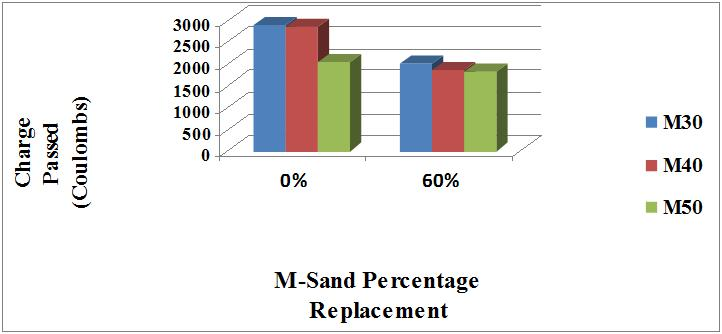 3000
2500
2000
1500
1000
500
0
Charge
Passed
(Coulombs)
0%
60%
M-Sand Percentage
Replacement
M30
M40
M50